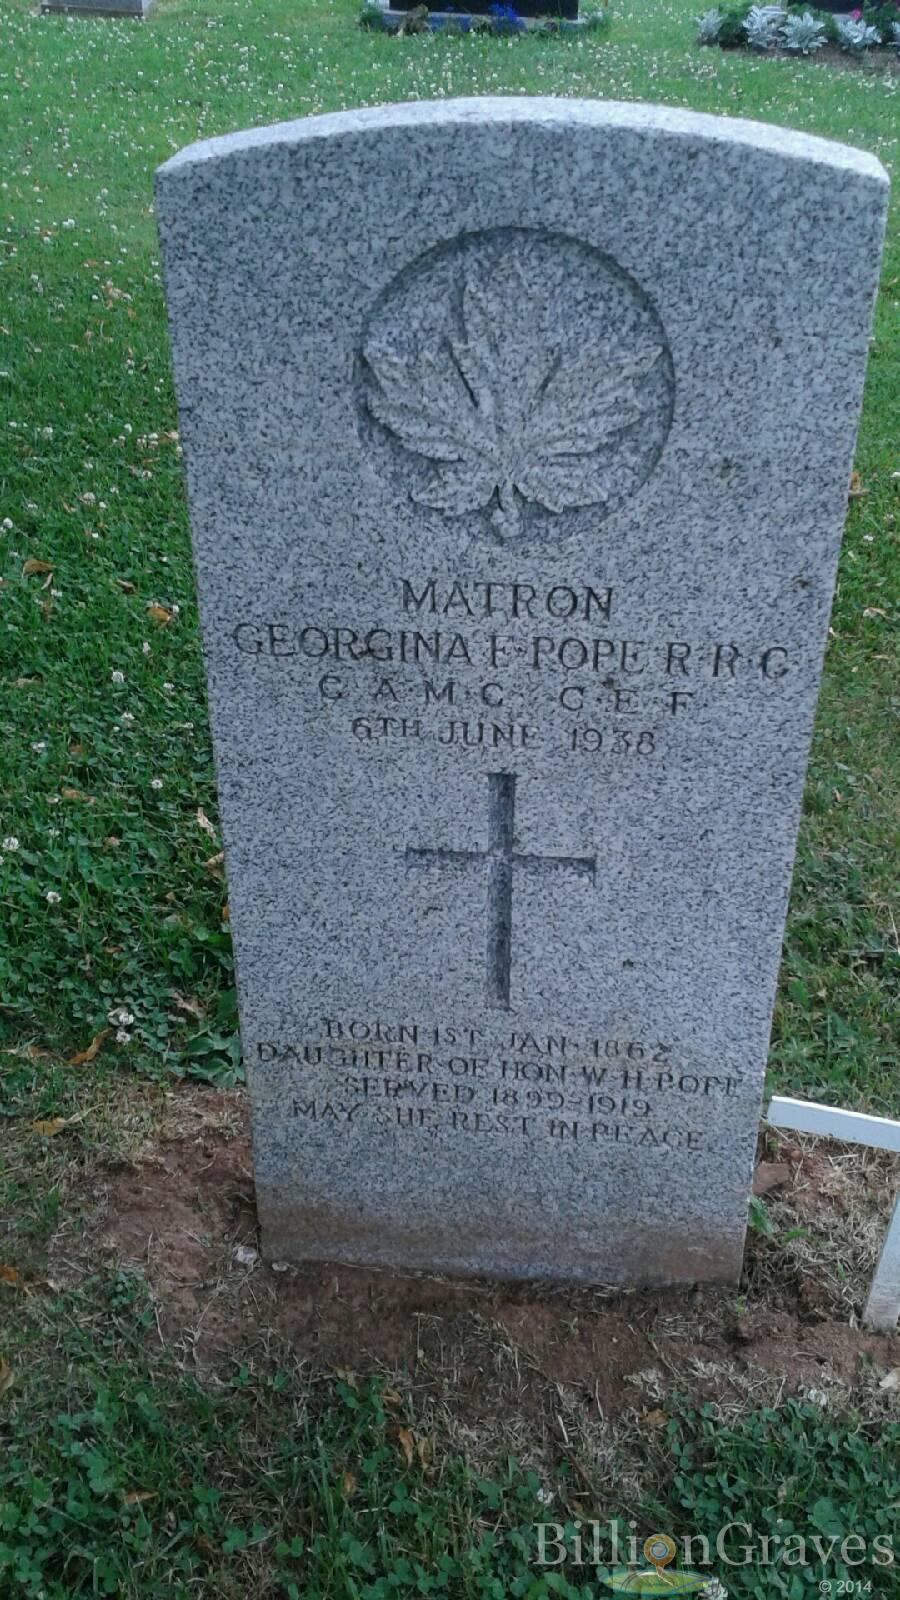 MATRON
GEORGINA F. POPE R·R·C
C·A·M·C· C·E·F
6TH JUNE 1938
BORN 1ST JAN. 1862
DAUGHTER OF HON. W. H. POPE
SERVED 1899-1919
MAY SHE REST IN PEACE
BillionGraves
© 2014